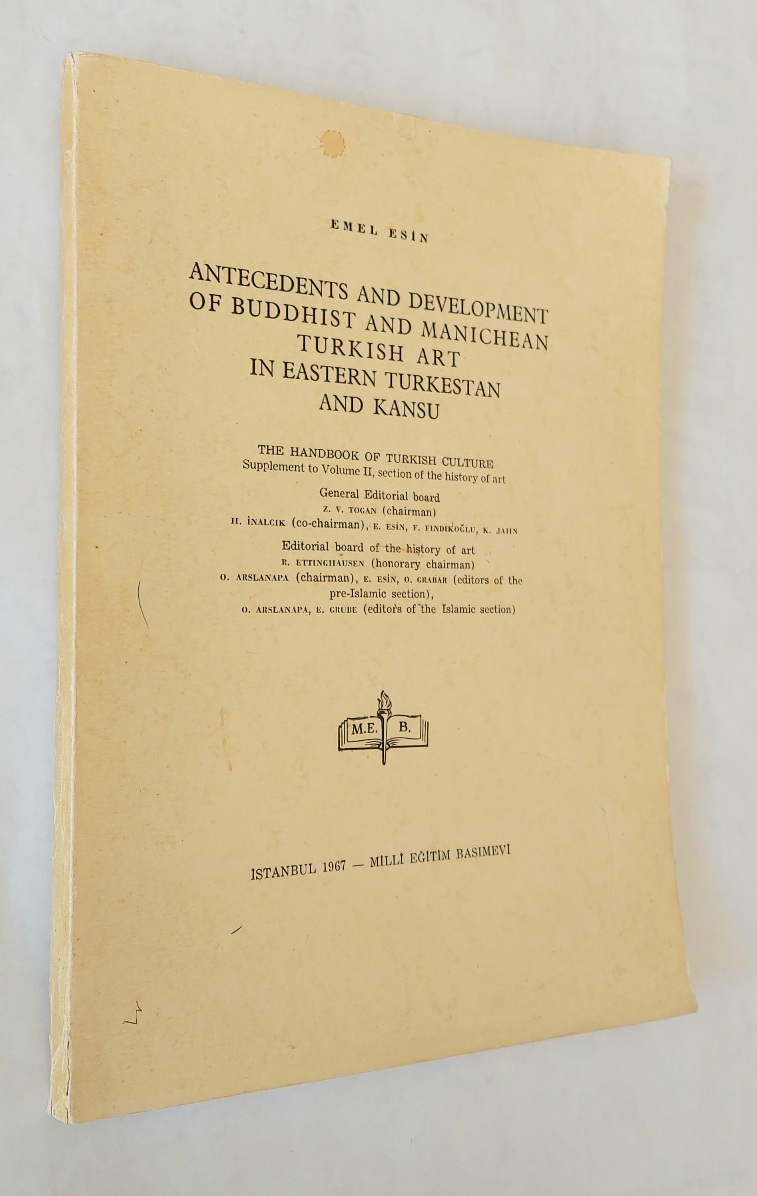 EMEL ESİN
ANTECEDENTS AND DEVELOPMENT
OF BUDDHIST AND MANICHEAN
TURKISH ART
IN EASTERN TURKESTAN
AND KANSU
THE HANDBOOK OF TURKISH CULTURE
Supplement to Volume II, section of the history of art
General Editorial board
Z. V. TOGAN (chairman)
H. İNALCIK (co-chairman), E. ESİN, F. FINDIKOĞLU, K. JAHN
Editorial board of the history of art
R. ETTINGHAUSEN (honorary chairman)
O. ARSLANAPA (chairman), E. ESİN, O. GRABAR (editors of the
pre-Islamic section),
O. ARSLANAPA, E. GRUBE (editors of the Islamic section)
M.E. B.
İSTANBUL 1967 — MİLLİ EĞİTİM BASIMEVİ